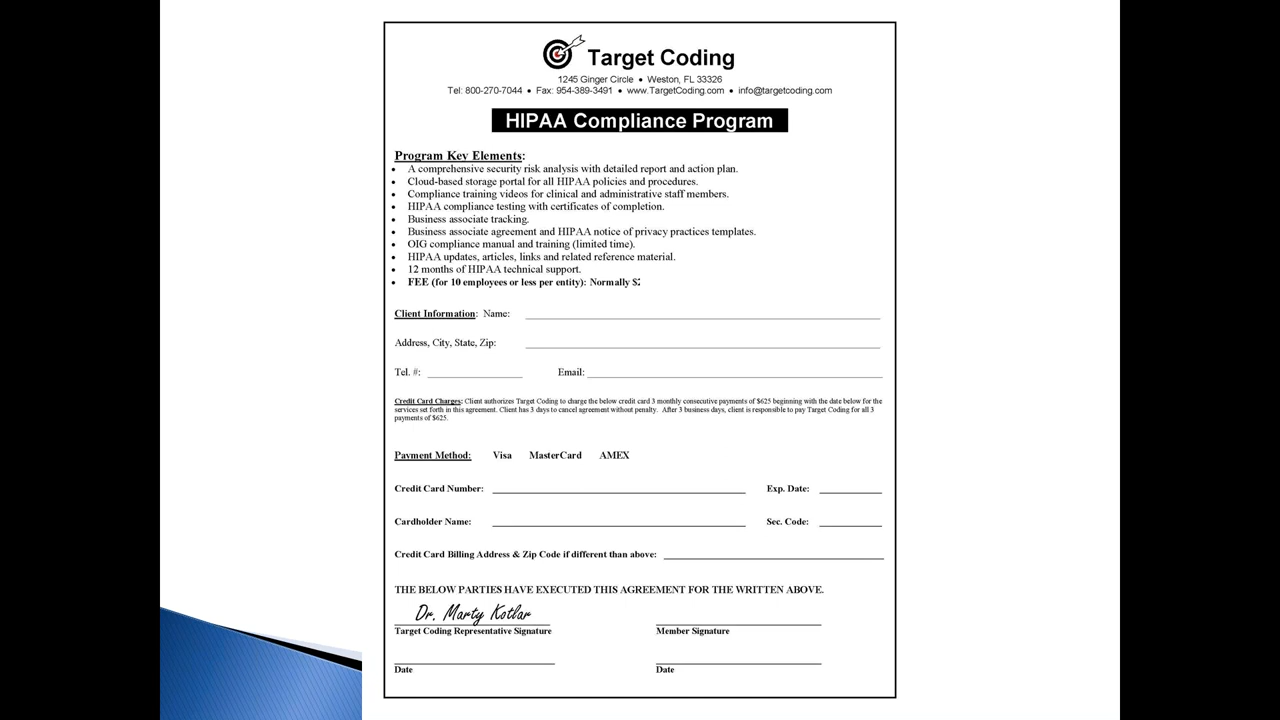 Target Coding
1245 Ginger Circle • Weston, FL 33326
Tel: 800-270-7044 • Fax: 954-389-3491 • www.TargetCoding.com • info@targetcoding.com
HIPAA Compliance Program
Program Key Elements:
• A comprehensive security risk analysis with detailed report and action plan.
• Cloud-based storage portal for all HIPAA policies and procedures.
• Compliance training videos for clinical and administrative staff members.
• HIPAA compliance testing with certificates of completion.
• Business associate tracking.
• Business associate agreement and HIPAA notice of privacy practices templates.
• OIG compliance manual and training (limited time).
• HIPAA updates, articles, links and related reference material.
• 12 months of HIPAA technical support.
• FEE (for 10 employees or less per entity): Normally
Client Information: Name:
Address, City, State, Zip:
Tel. #: Email:
Credit Card Charges: Client authorizes Target Coding to charge the below credit card 3 monthly consecutive payments of $625 beginning with the date below for the
services set forth in this agreement. Client has 3 days to cancel agreement without penalty. After 3 business days, client is responsible to pay Target Coding for all 3
payments of $625.
Payment Method: Visa MasterCard AMEX
Credit Card Number: Exp. Date:
Cardholder Name: Sec. Code:
Credit Card Billing Address & Zip Code if different than above:
THE BELOW PARTIES HAVE EXECUTED THIS AGREEMENT FOR THE WRITTEN ABOVE.
Dr. Marty Kotlar
Target Coding Representative Signature Member Signature
Date Date